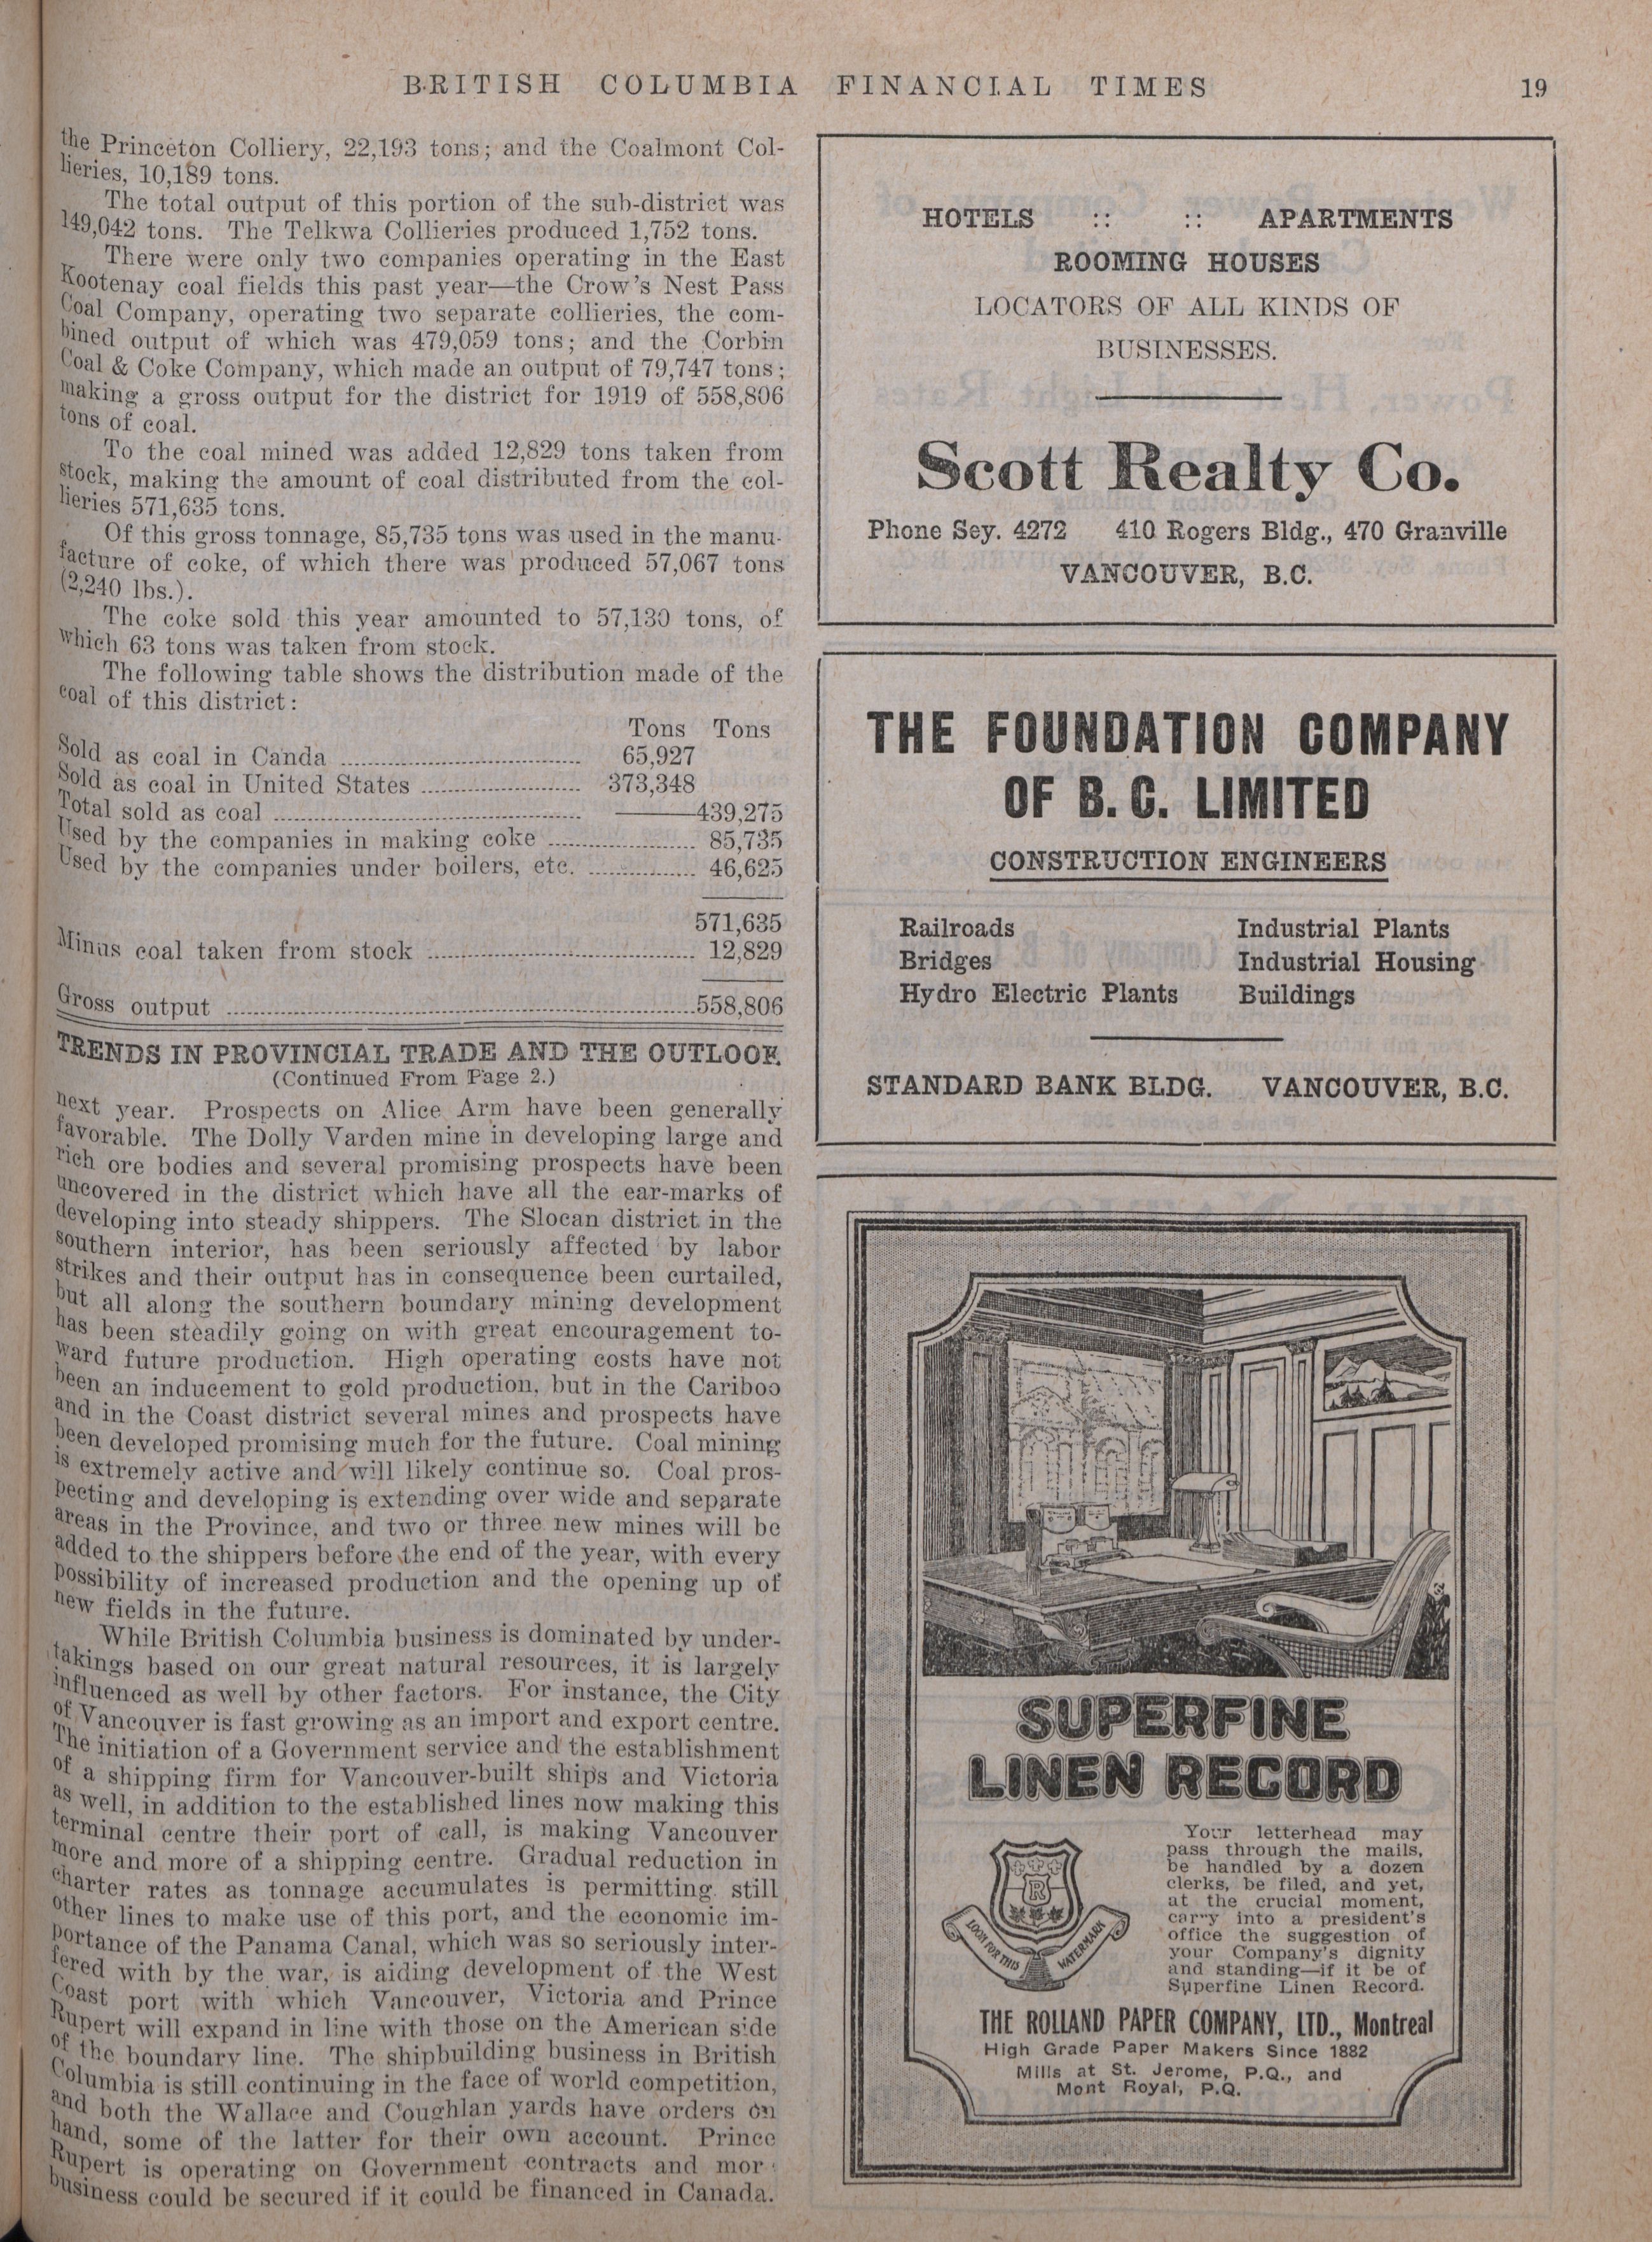 BRITISH COLUMBIA FINANCIAL TIMES 19
the Princeton Colliery, 22,193 tons; and the Coalmont Col-
lieries, 10,189 tons.
The total output of this portion of the sub-district was
149,042 tons. The Telkwa Collieries produced 1,752 tons.
There were only two companies operating in the East
Kootenay coal fields this past year—the Crow's Nest Pass
Coal Company, operating two separate collieries, the com-
bined output of which was 479,059 tons; and the Corbin
Coal & Coke Company, which made an output of 79,747 tons;
making a gross output for the district for 1919 of 558,806
tons of coal.
To the coal mined was added 12,829 tons taken from
stock, making the amount of coal distributed from the col-
lieries 571,635 tons.
Of this gross tonnage, 85,735 tons was used in the manu-
facture of coke, of which there was produced 57,067 tons
(2,240 lbs.).
The coke sold this year amounted to 57,130 tons, of
which 63 tons was taken from stock.
The following table shows the distribution made of the
coal of this district:
Tons Tons
Sold as coal in Canda 65,927
Sold as coal in United States 373,348
Total sold as coal 439,275
Used by the companies in making coke 85,735
Used by the companies under boilers, etc. 46,625
571,635
Minus coal taken from stock 12,829
Gross output 558,806
TRENDS IN PROVINCIAL TRADE AND THE OUTLOOK
(Continued From Page 2.)
next year. Prospects on Alice Arm have been generally
favorable. The Dolly Varden mine in developing large and
rich ore bodies and several promising prospects have been
uncovered in the district which have all the ear-marks of
developing into steady shippers. The Slocan district in the
southern interior, has been seriously affected by labor
strikes and their output has in consequence been curtailed,
but all along the southern boundary mining development
has been steadily going on with great encouragement to-
ward future production. High operating costs have not
been an inducement to gold production, but in the Cariboo
and in the Coast district several mines and prospects have
been developed promising much for the future. Coal mining
is extremely active and will likely continue so. Coal pros-
pecting and developing is extending over wide and separate
areas in the Province, and two or three new mines will be
added to the shippers before the end of the year, with every
possibility of increased production and the opening up of
new fields in the future.
While British Columbia business is dominated by under-
takings based on our great natural resources, it is largely
influenced as well by other factors. For instance, the City
of Vancouver is fast growing as an import and export centre.
The initiation of a Government service and the establishment
of a shipping firm for Vancouver-built ships and Victoria
as well, in addition to the established lines now making this
terminal centre their port of call, is making Vancouver
more and more of a shipping centre. Gradual reduction in
charter rates as tonnage accumulates is permitting still
other lines to make use of this port, and the economic im-
portance of the Panama Canal, which was so seriously inter-
fered with by the war, is aiding development of the West
Coast port with which Vancouver, Victoria and Prince
Rupert will expand in line with those on the American side
of the boundary line. The shipbuilding business in British
Columbia is still continuing in the face of world competition,
and both the Wallace and Coughlan yards have orders on
hand, some of the latter for their own account. Prince
Rupert is operating on Government contracts and mor
business could be secured if it could be financed in Canada.
HOTELS :: :: APARTMENTS
ROOMING HOUSES
LOCATORS OF ALL KINDS OF
BUSINESSES.
Scott Realty Co.
Phone Sey. 4272 410 Rogers Bldg., 470 Granville
VANCOUVER, B.C.
THE FOUNDATION COMPANY
OF B. C. LIMITED
CONSTRUCTION ENGINEERS
Railroads Industrial Plants
Bridges Industrial Housing
Hydro Electric Plants Buildings
STANDARD BANK BLDG. VANCOUVER, B.C.
SUPERFINE
LINEN RECORD
R
LOOK FOR THIS WATERMARK
Your letterhead may
pass through the mails,
be handled by a dozen
clerks, be filed, and yet,
at the crucial moment,
carry into a president's
office the suggestion of
your Company's dignity
and standing—if it be of
Superfine Linen Record.
THE ROLLAND PAPER COMPANY, LTD., Montreal
High Grade Paper Makers Since 1882
Mills at St. Jerome, P.Q., and
Mont Royal, P.Q.